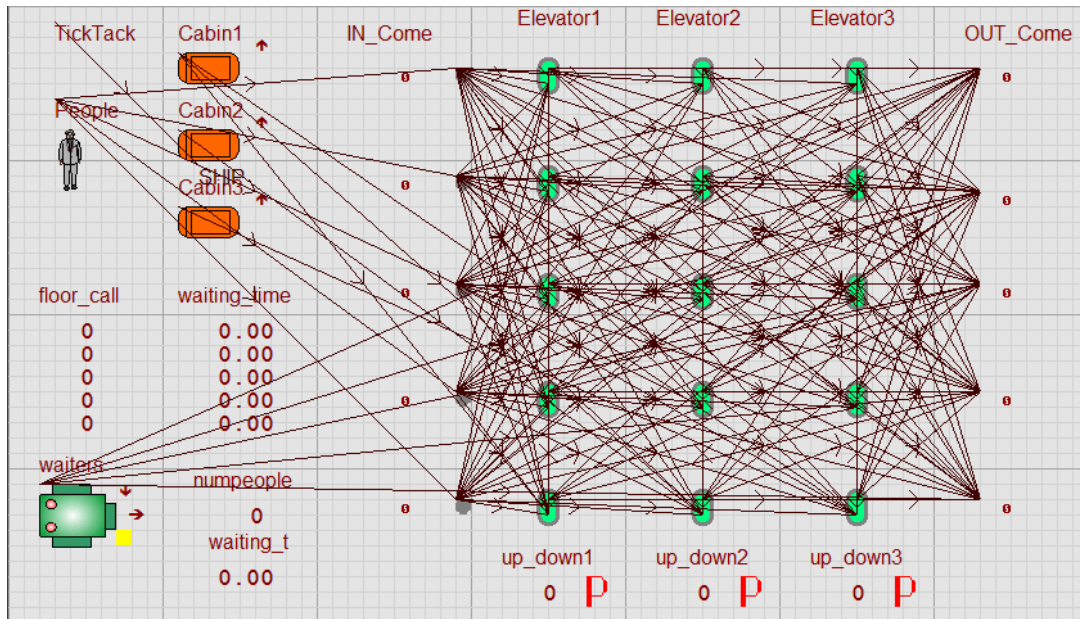 Elevator1 Elevator2 Elevator3
TickTack Cabin1 IN_Come OUT_Come
0 0
People Cabin2
SHIP
Cabin3 0 0
floor_call waiting_time 0 0
0 0.00
0 0.00
0 0.00
0 0.00 0 0
0 0.00
waiters
numpeople
0 0 0
waiting_t
up_down1 up_down2 up_down3
0.00
0 P 0 P 0 P